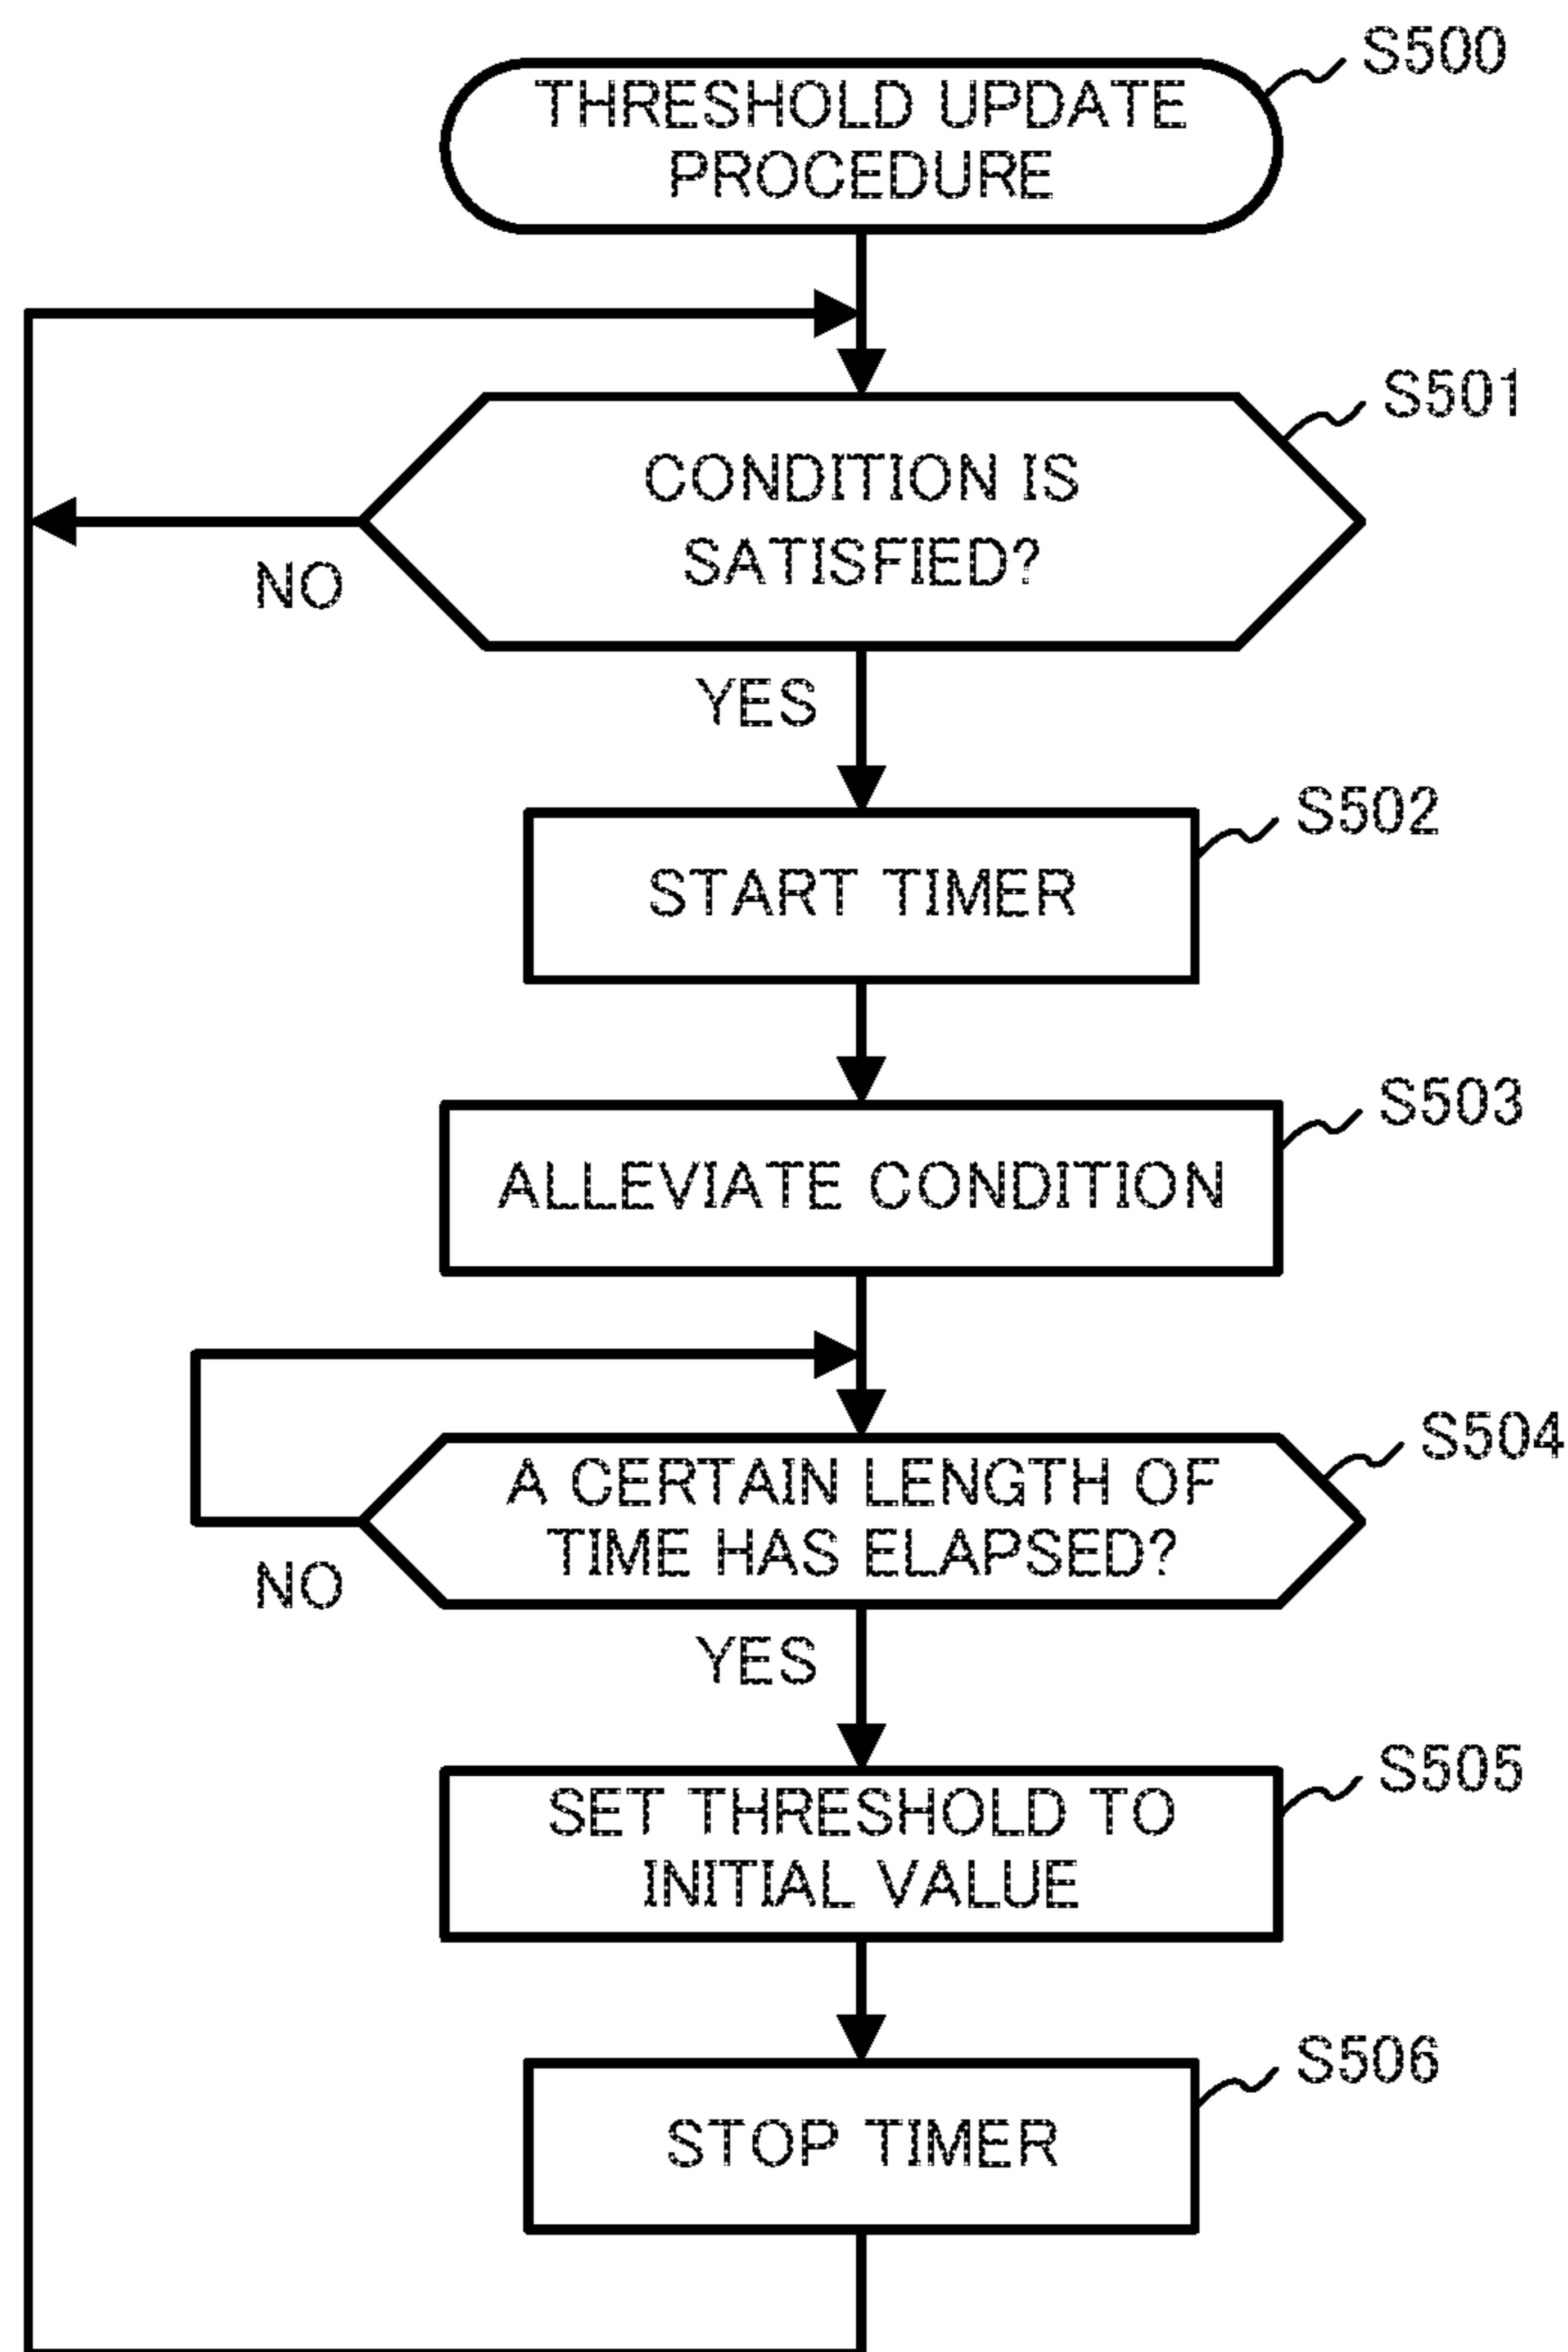 S500
THRESHOLD UPDATE
PROCEDURE
S501
CONDITION IS
SATISFIED?
NO
YES
S502
START TIMER
S503
ALLEVIATE CONDITION
S504
A CERTAIN LENGTH OF
TIME HAS ELAPSED?
NO
YES
S505
SET THRESHOLD TO
INITIAL VALUE
S506
STOP TIMER